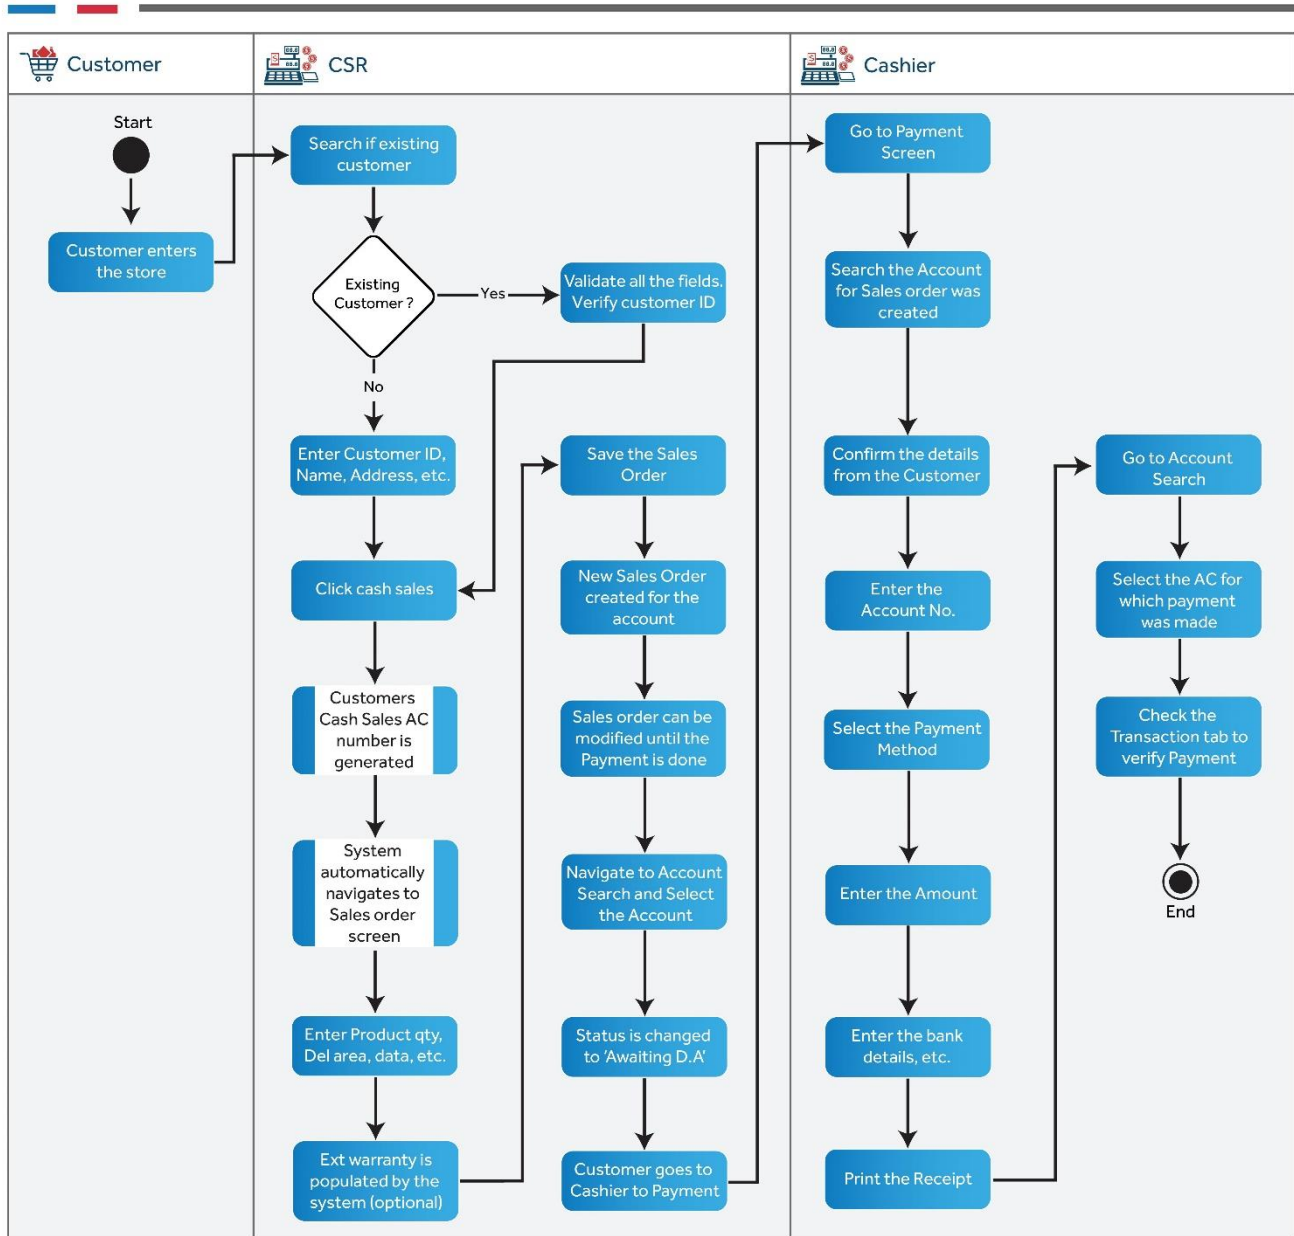 Customer
CSR
Cashier
Start
Customer enters
the store
Search if existing
customer
Existing
Customer ?
Yes
Validate all the fields.
Verify customer ID
No
Enter Customer ID,
Name, Address, etc.
Click cash sales
Customers
Cash Sales AC
number is
generated
System
automatically
navigates to
Sales order
screen
Enter Product qty,
Del area, data, etc.
Ext warranty is
populated by the
system (optional)
Save the Sales
Order
New Sales Order
created for the
account
Sales order can be
modified until the
Payment is done
Navigate to Account
Search and Select
the Account
Status is changed
to 'Awaiting D.A'
Customer goes to
Cashier to Payment
Go to Payment
Screen
Search the Account
for Sales order was
created
Confirm the details
from the Customer
Enter the
Account No.
Select the Payment
Method
Enter the Amount
Enter the bank
details, etc.
Print the Receipt
Go to Account
Search
Select the AC for
which payment
was made
Check the
Transaction tab to
verify Payment
End